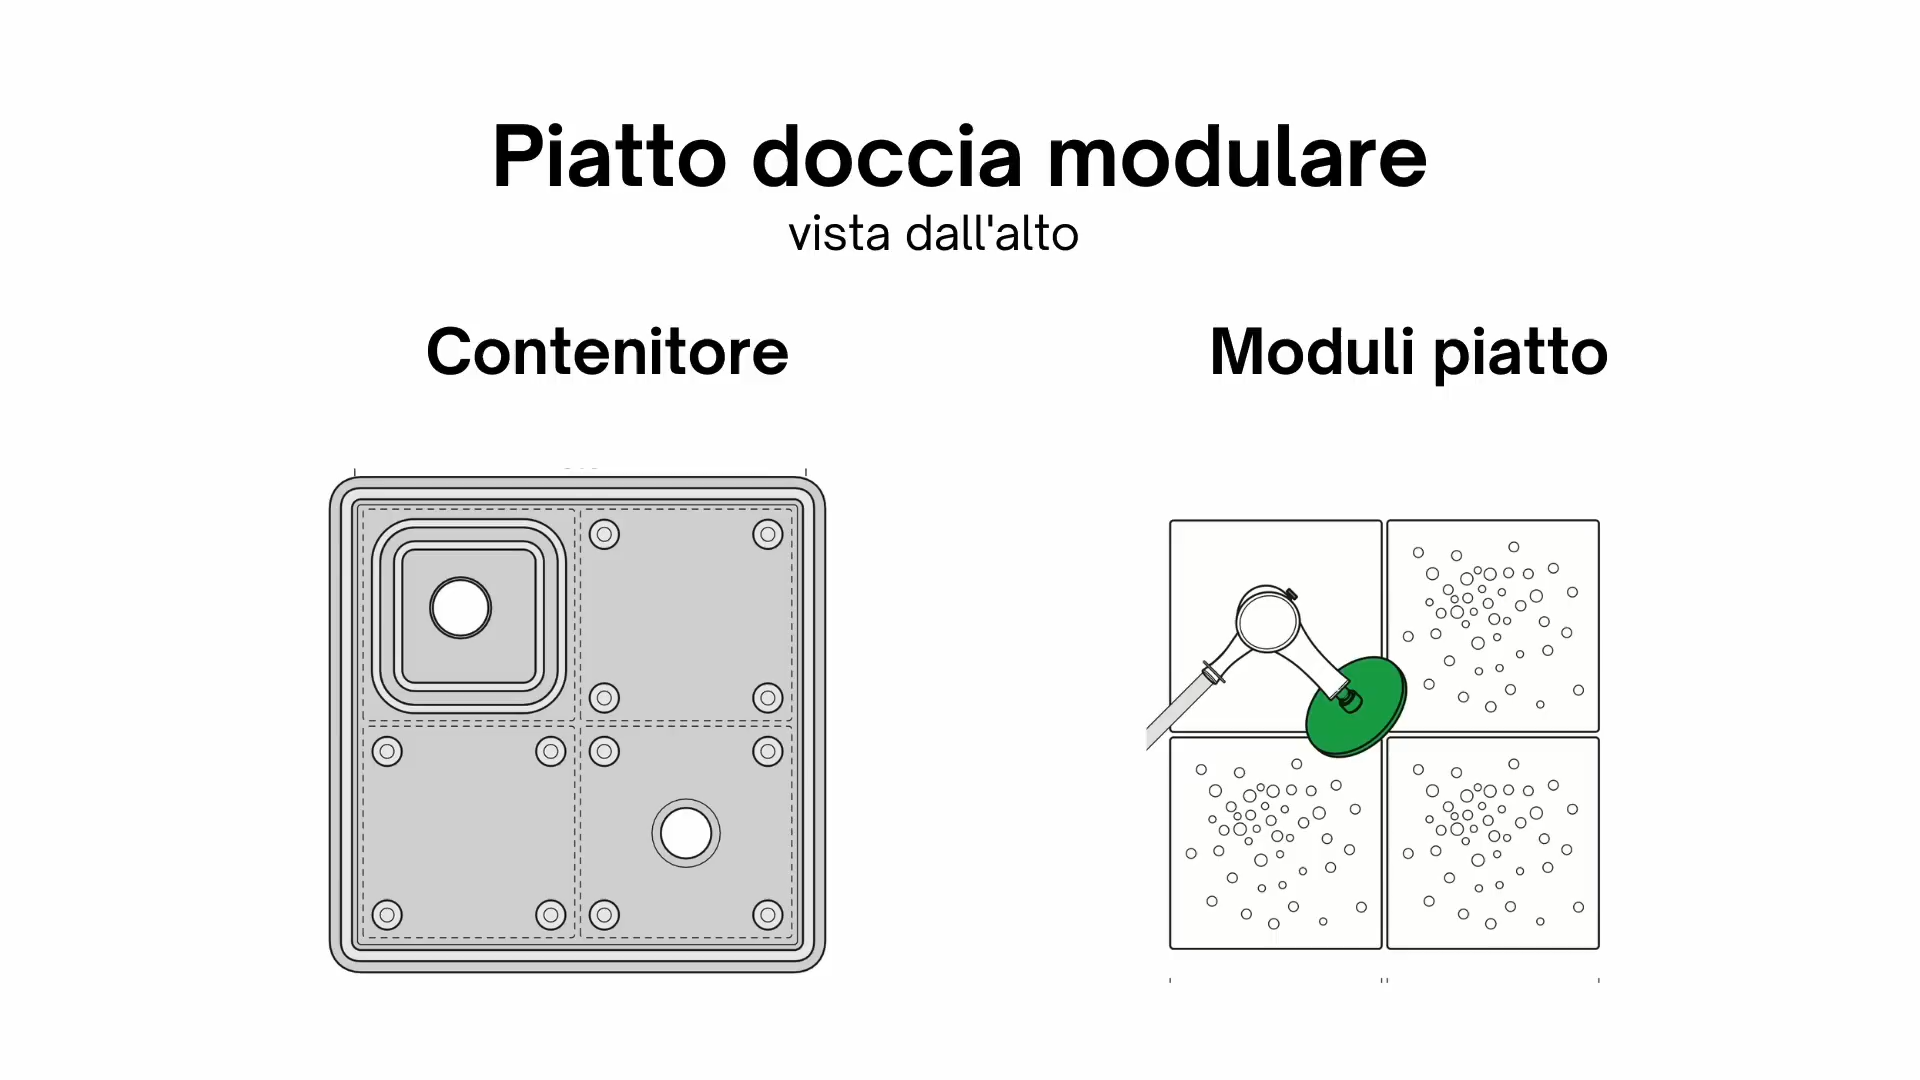 Piatto doccia modulare
vista dall'alto
Contenitore
Moduli piatto